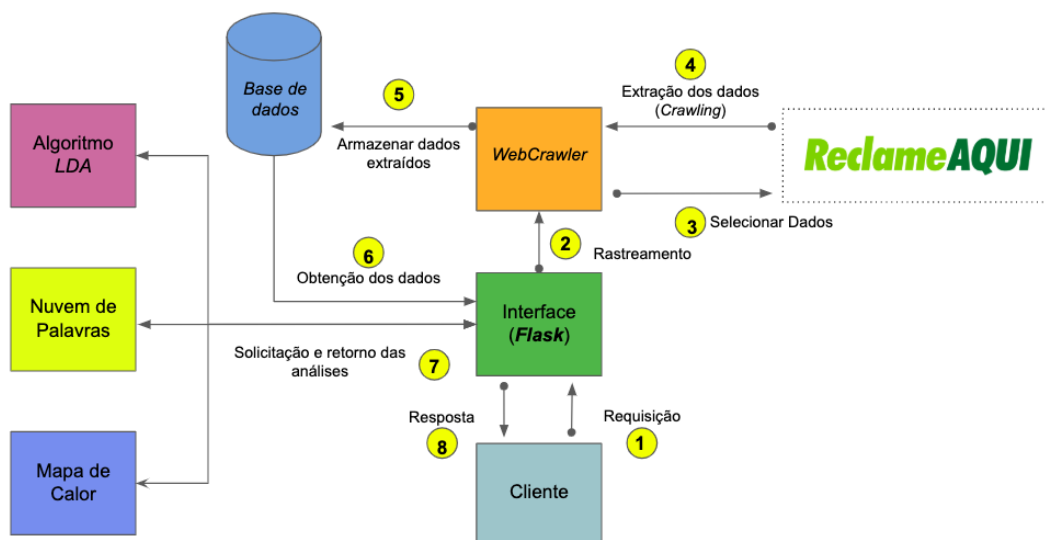 Base de
dados
5
Armazenar dados
extraídos
4
Extração dos dados
(Crawling)
Algoritmo
LDA
WebCrawler
ReclameAQUI
3
Selecionar Dados
2
Rastreamento
6
Obtenção dos dados
Nuvem de
Palavras
Interface
(Flask)
Solicitação e retorno das
análises
7
Resposta
8
Requisição
1
Mapa de
Calor
Cliente